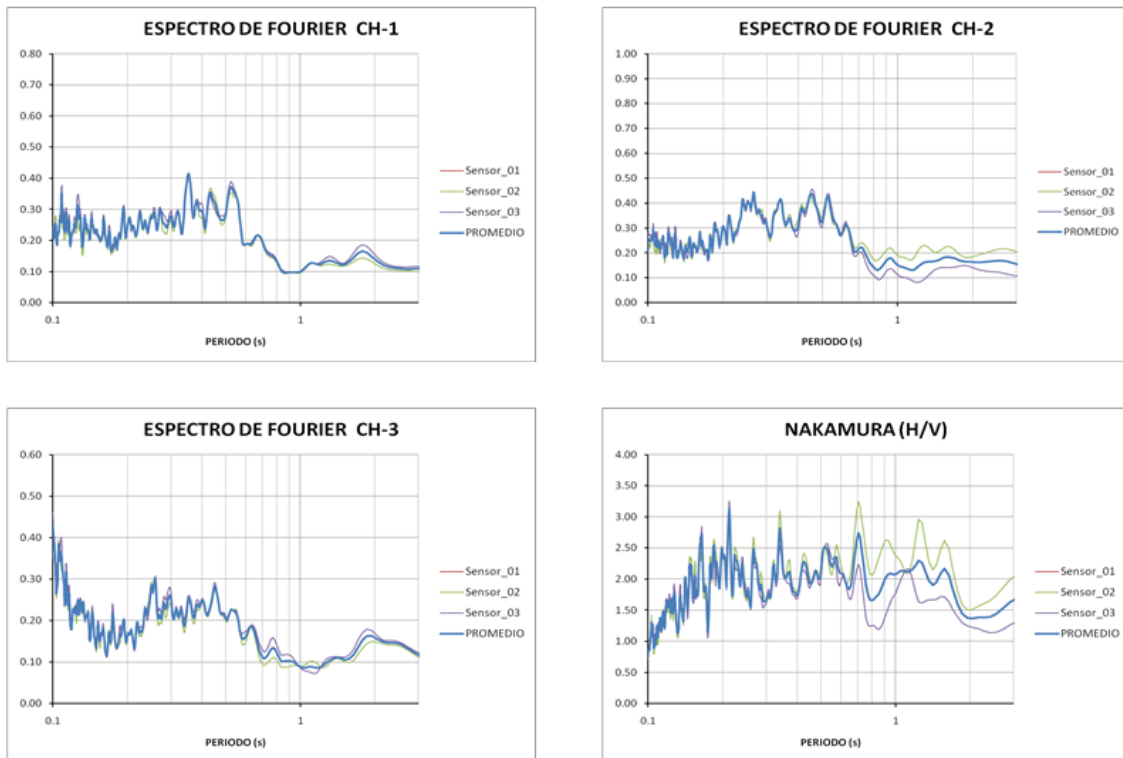 ESPECTRO DE FOURIER CH-1
0.80
0.70
0.60
0.50
0.40
0.30
0.20
0.10
0.00
0.1
1
PERIODO (s)
Sensor_01
Sensor_02
Sensor_03
PROMEDIO
ESPECTRO DE FOURIER CH-2
1.00
0.90
0.80
0.70
0.60
0.50
0.40
0.30
0.20
0.10
0.00
0.1
1
PERIODO (s)
Sensor_01
Sensor_02
Sensor_03
PROMEDIO
ESPECTRO DE FOURIER CH-3
0.60
0.50
0.40
0.30
0.20
0.10
0.00
0.1
1
PERIODO (s)
Sensor_01
Sensor_02
Sensor_03
PROMEDIO
NAKAMURA (H/V)
4.00
3.50
3.00
2.50
2.00
1.50
1.00
0.50
0.00
0.1
1
PERIODO (s)
Sensor_01
Sensor_02
Sensor_03
PROMEDIO